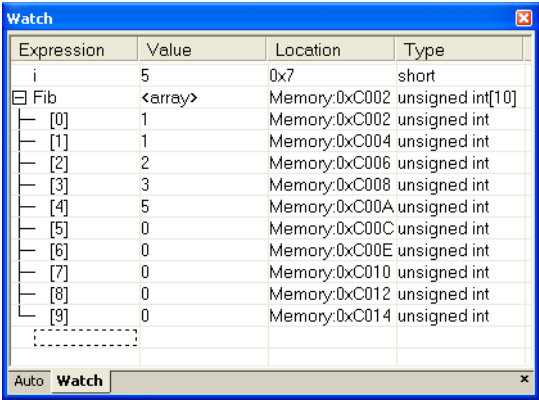 Watch
Expression Value Location Type
i 5 0x7 short
Fib <array> Memory:0xC002 unsigned int[10]
[0] 1 Memory:0xC002 unsigned int
[1] 1 Memory:0xC004 unsigned int
[2] 2 Memory:0xC006 unsigned int
[3] 3 Memory:0xC008 unsigned int
[4] 5 Memory:0xC00A unsigned int
[5] 0 Memory:0xC00C unsigned int
[6] 0 Memory:0xC00E unsigned int
[7] 0 Memory:0xC010 unsigned int
[8] 0 Memory:0xC012 unsigned int
[9] 0 Memory:0xC014 unsigned int
Auto Watch